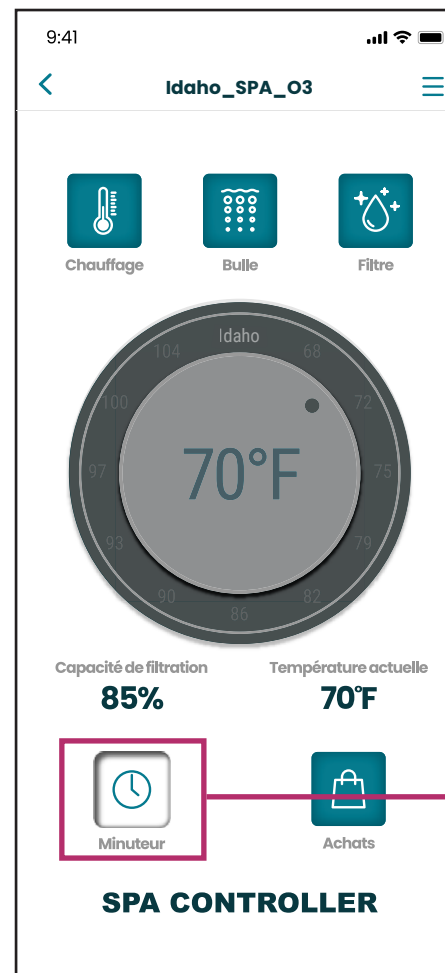 9:41
Idaho_SPA_O3
Chauffage
Bulle
Filtre
Idaho
104
68
100
72
97
75
93
79
90
82
86
70°F
Capacité de filtration
Température actuelle
85%
70°F
Minuteur
Achats
SPA CONTROLLER